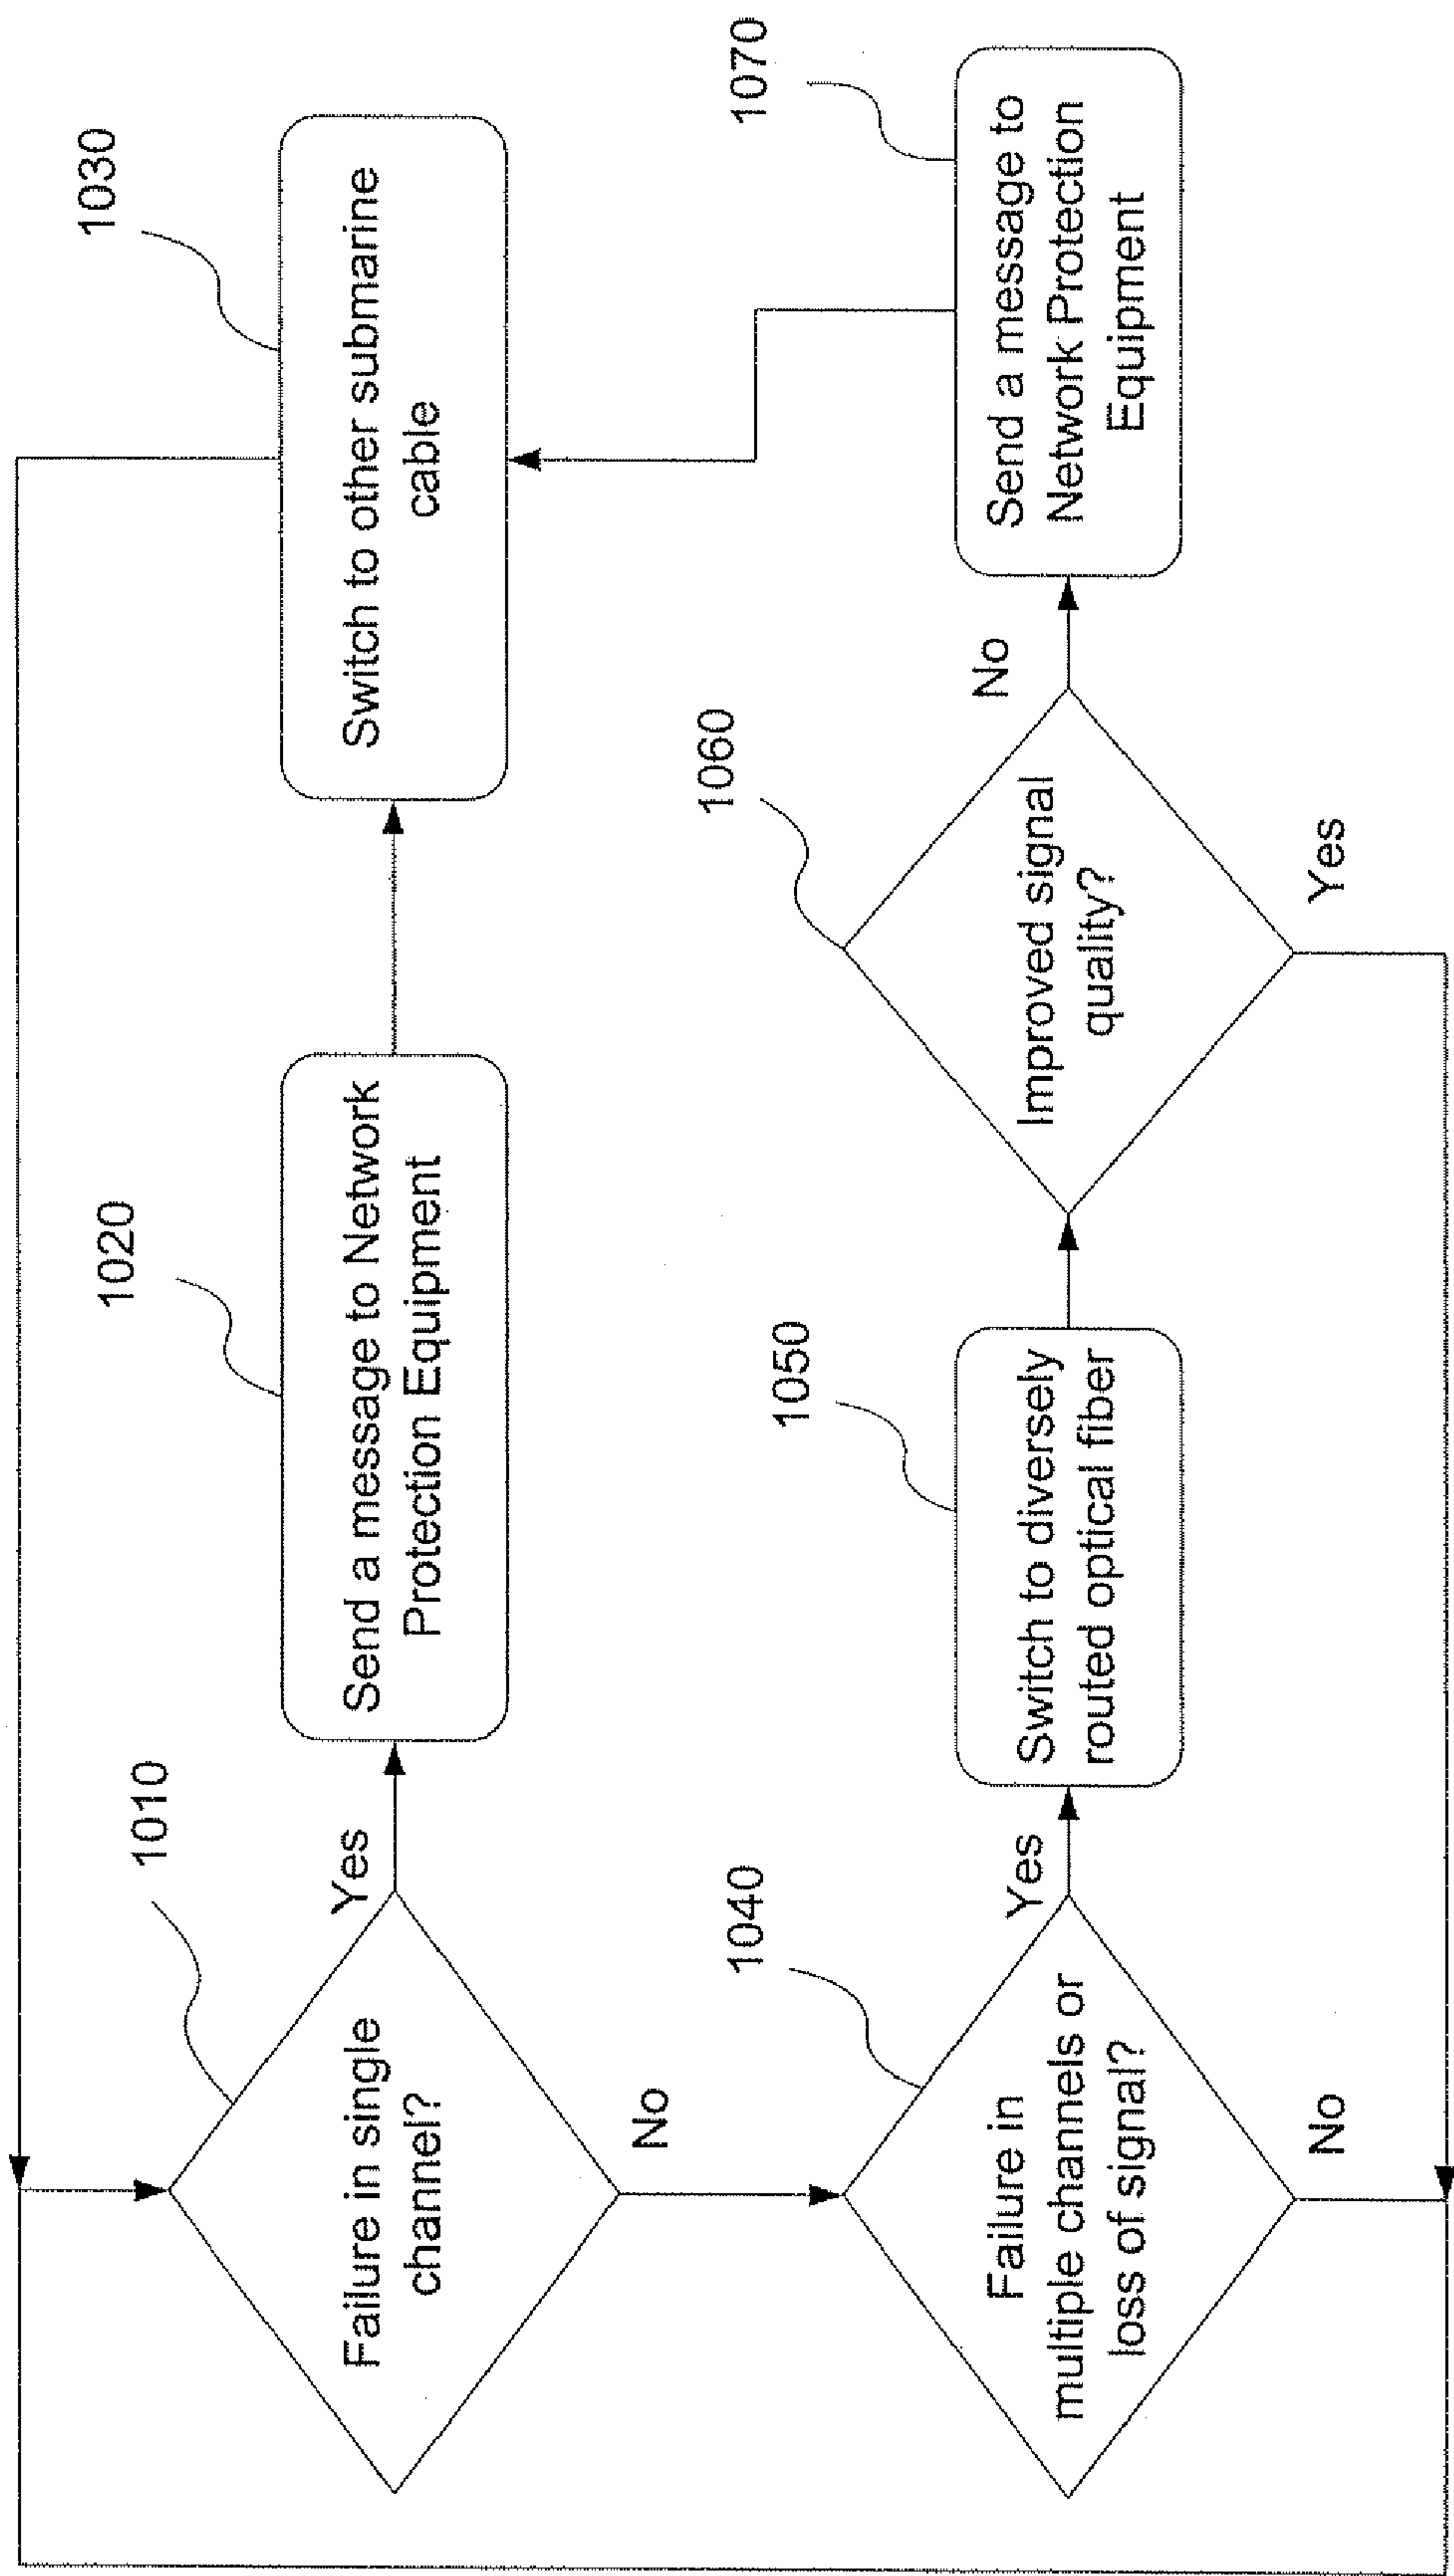 1010
Failure in single
channel?
Yes
No
1020
Send a message to Network
Protection Equipment
1030
Switch to other submarine
cable
1040
Failure in
multiple channels or
loss of signal?
Yes
No
1050
Switch to diversely
routed optical fiber
1060
Improved signal
quality?
No
Yes
1070
Send a message to
Network Protection
Equipment